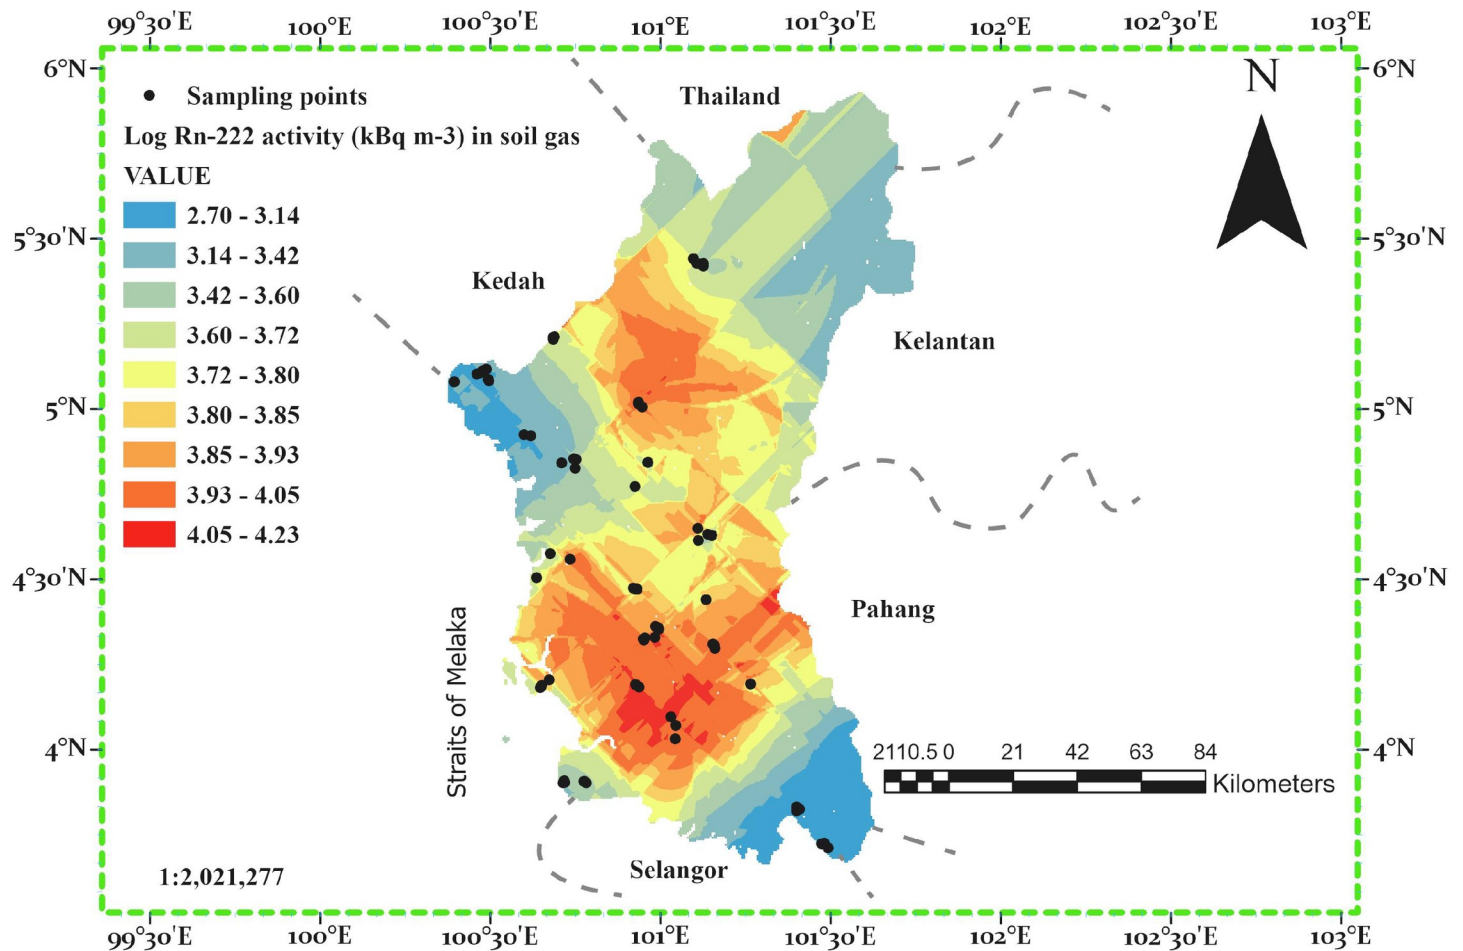 99°30'E 100°E 100°30'E 101°E 101°30'E 102°E 102°30'E 103°E
6°N 6°N
N
Thailand
Sampling points
Log Rn-222 activity (kBq m-3) in soil gas
VALUE
2.70 - 3.14
5°30'N 5°30'N
3.14 - 3.42
Kedah
3.42 - 3.60
3.60 - 3.72
Kelantan
3.72 - 3.80
5°N 5°N
3.80 - 3.85
3.85 - 3.93
3.93 - 4.05
4.05 - 4.23
4°30'N 4°30'N
Pahang
Straits of Melaka
4°N 4°N
2110.5 0 21 42 63 84
Kilometers
Selangor
1:2,021,277
99°30'E 100°E 100°30'E 101°E 101°30'E 102°E 102°30'E 103°E